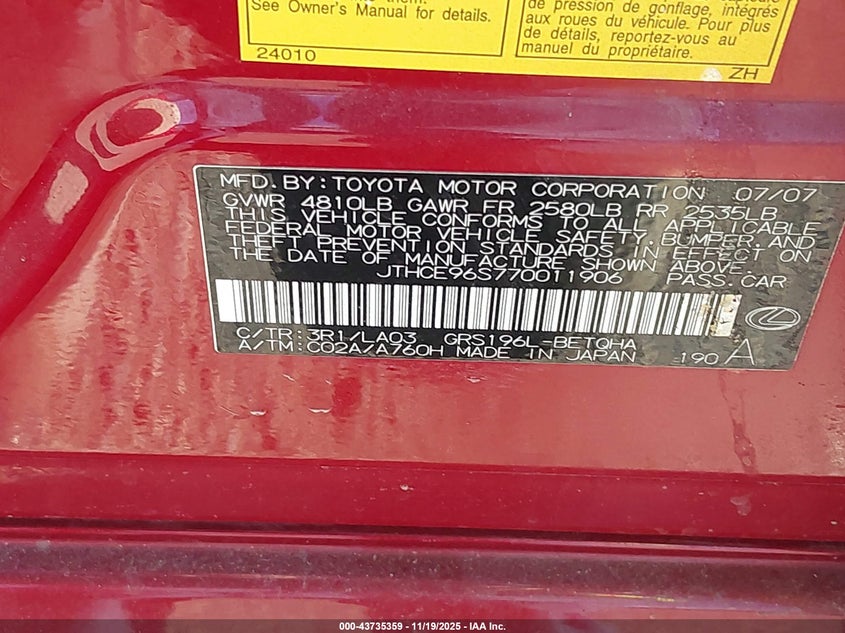 See Owner's Manual for details.
24010
de pression de gonflage, intégrés
aux roues du véhicule. Pour plus
de détails, reportez-vous au
manuel du propriétaire.
ZH
MFD. BY: TOYOTA MOTOR CORPORATION 07/07
GVWR 4810LB GAWR FR 2580LB RR 2535LB
THIS VEHICLE CONFORMS TO ALL APPLICABLE
FEDERAL MOTOR VEHICLE SAFETY, BUMPER, AND
THEFT PREVENTION STANDARDS IN EFFECT ON
THE DATE OF MANUFACTURE SHOWN ABOVE.
JTHCE96S770011906 PASS. CAR
C/TR: 3R1/LA03 GRS196L-BETQHA
A/TM: C02A/A760H MADE IN JAPAN 190 A
000-43735359 — 11/19/2025 — IAA Inc.